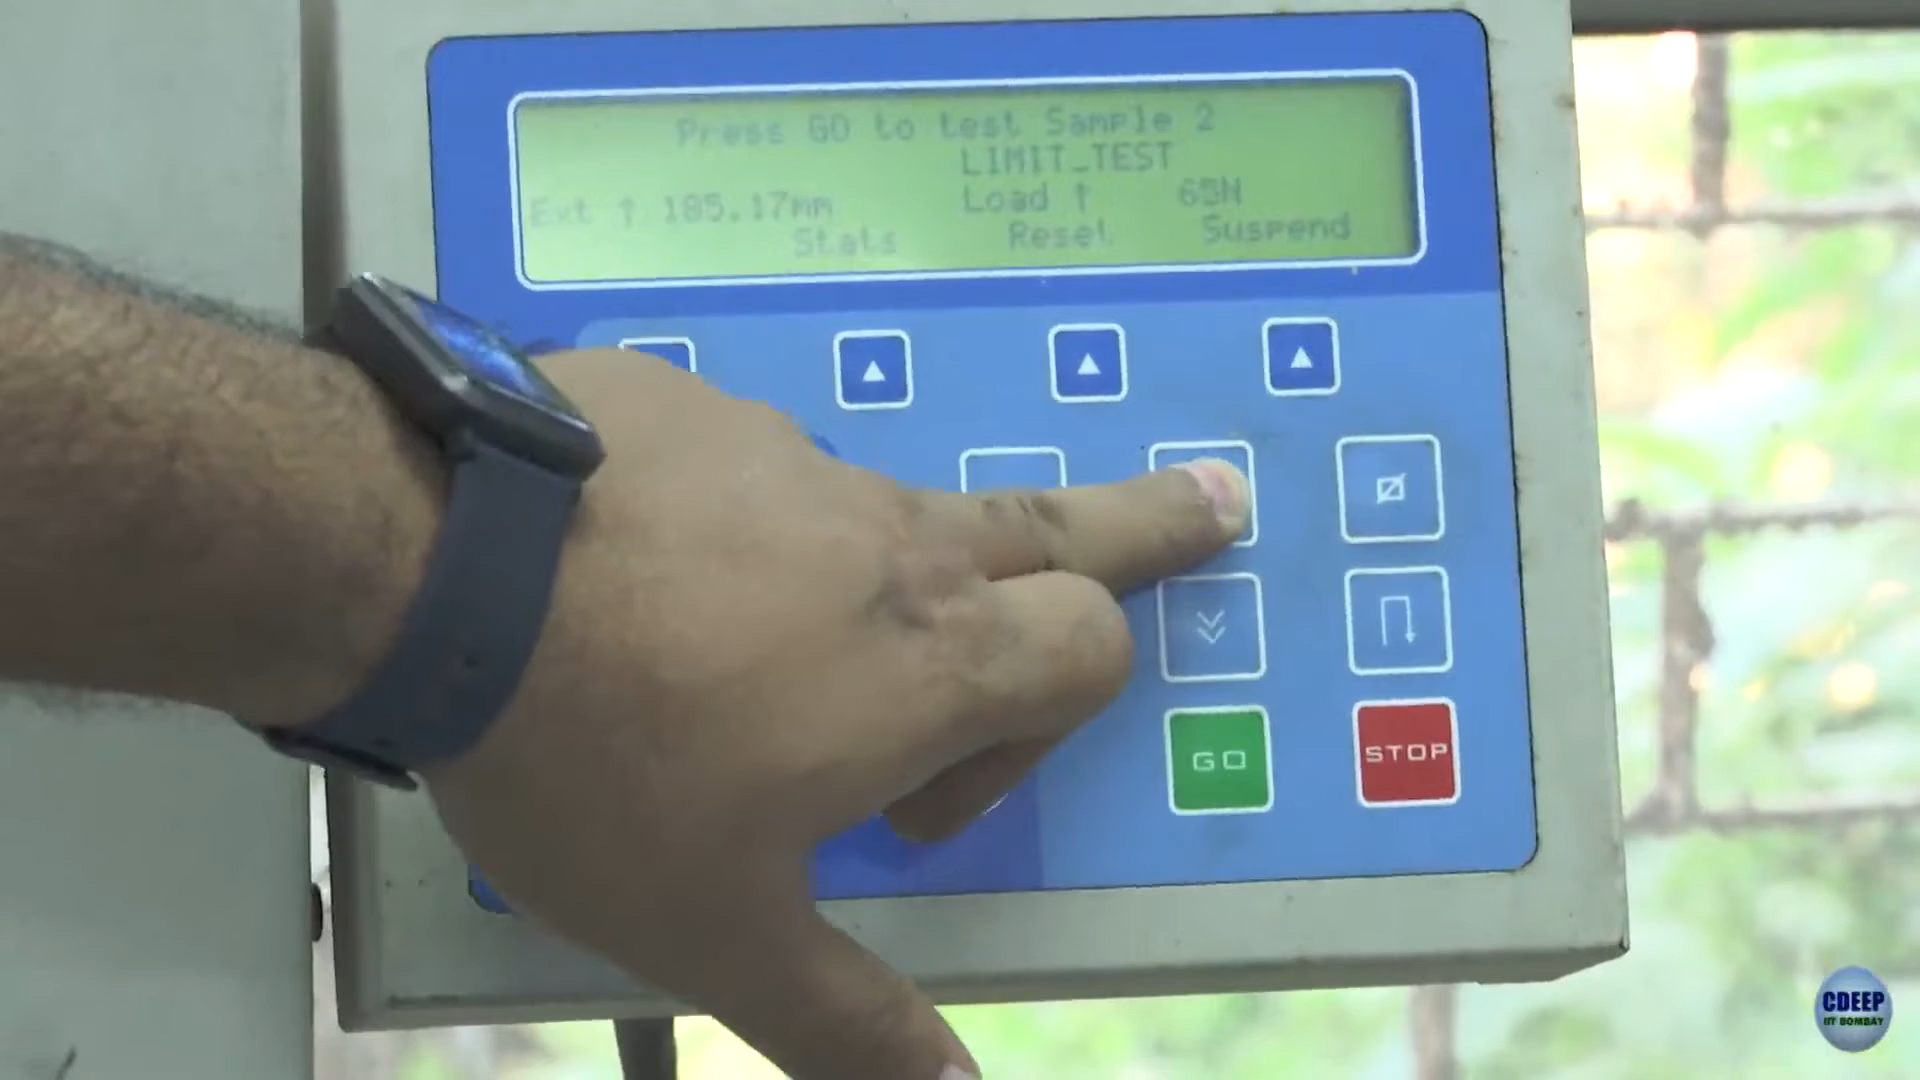 Press GO to test Sample 2
LIMIT_TEST
Ext ↑ 185.17mm Load ↑ 65N
Stats Reset Suspend
GO STOP
CDEEP
IIT BOMBAY